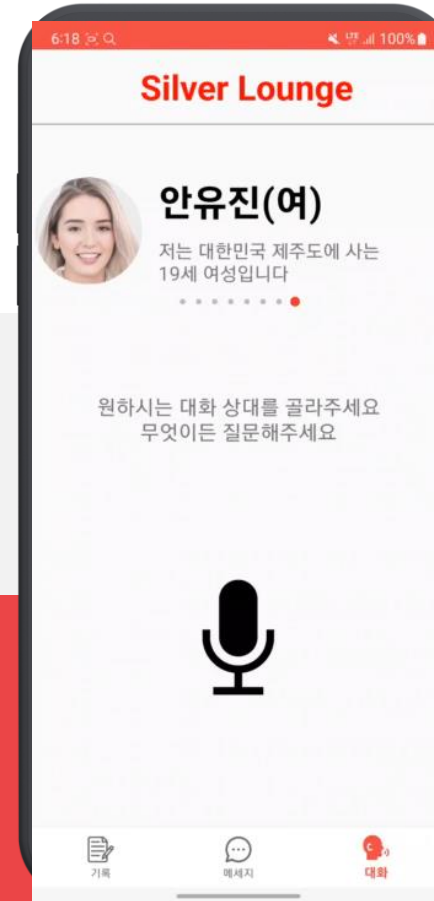 6:18 LTE 100%
Silver Lounge
안유진(여)
저는 대한민국 제주도에 사는
19세 여성입니다
원하시는 대화 상대를 골라주세요
무엇이든 질문해주세요
기록 메세지 대화